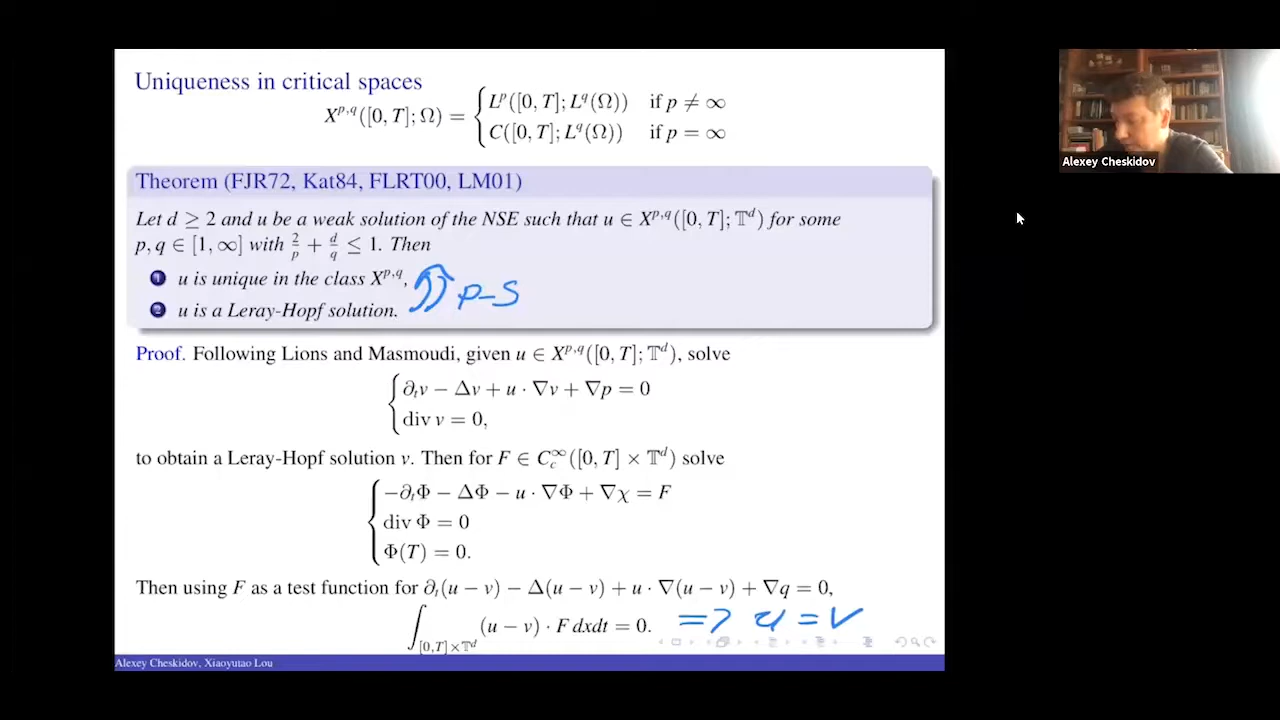 Uniqueness in critical spaces
X^{p,q}([0, T]; Ω) = { L^p([0, T]; L^q(Ω)) if p ≠ ∞
C([0, T]; L^q(Ω)) if p = ∞
Alexey Cheskidov
Theorem (FJR72, Kat84, FLRT00, LM01)
Let d ≥ 2 and u be a weak solution of the NSE such that u ∈ X^{p,q}([0, T]; 𝕋^d) for some
p, q ∈ [1, ∞] with 2/p + d/q ≤ 1. Then
1 u is unique in the class X^{p,q},
2 u is a Leray-Hopf solution.
P-S
Proof. Following Lions and Masmoudi, given u ∈ X^{p,q}([0, T]; 𝕋^d), solve
∂_t v − Δv + u · ∇v + ∇p = 0
div v = 0,
to obtain a Leray-Hopf solution v. Then for F ∈ C_c^∞([0, T] × 𝕋^d) solve
−∂_t Φ − ΔΦ − u · ∇Φ + ∇χ = F
div Φ = 0
Φ(T) = 0.
Then using F as a test function for ∂_t(u − v) − Δ(u − v) + u · ∇(u − v) + ∇q = 0,
∫_{[0,T]×𝕋^d} (u − v) · F dxdt = 0. ⇒ u = v
Alexey Cheskidov, Xiaoyutao Lou